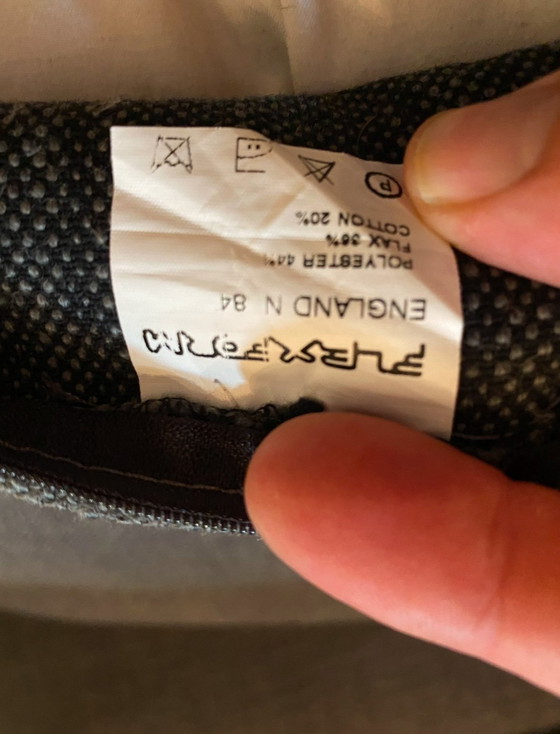 ENGLAND N 84
POLYESTER 44%
FLAX 36%
COTTON 20%
P